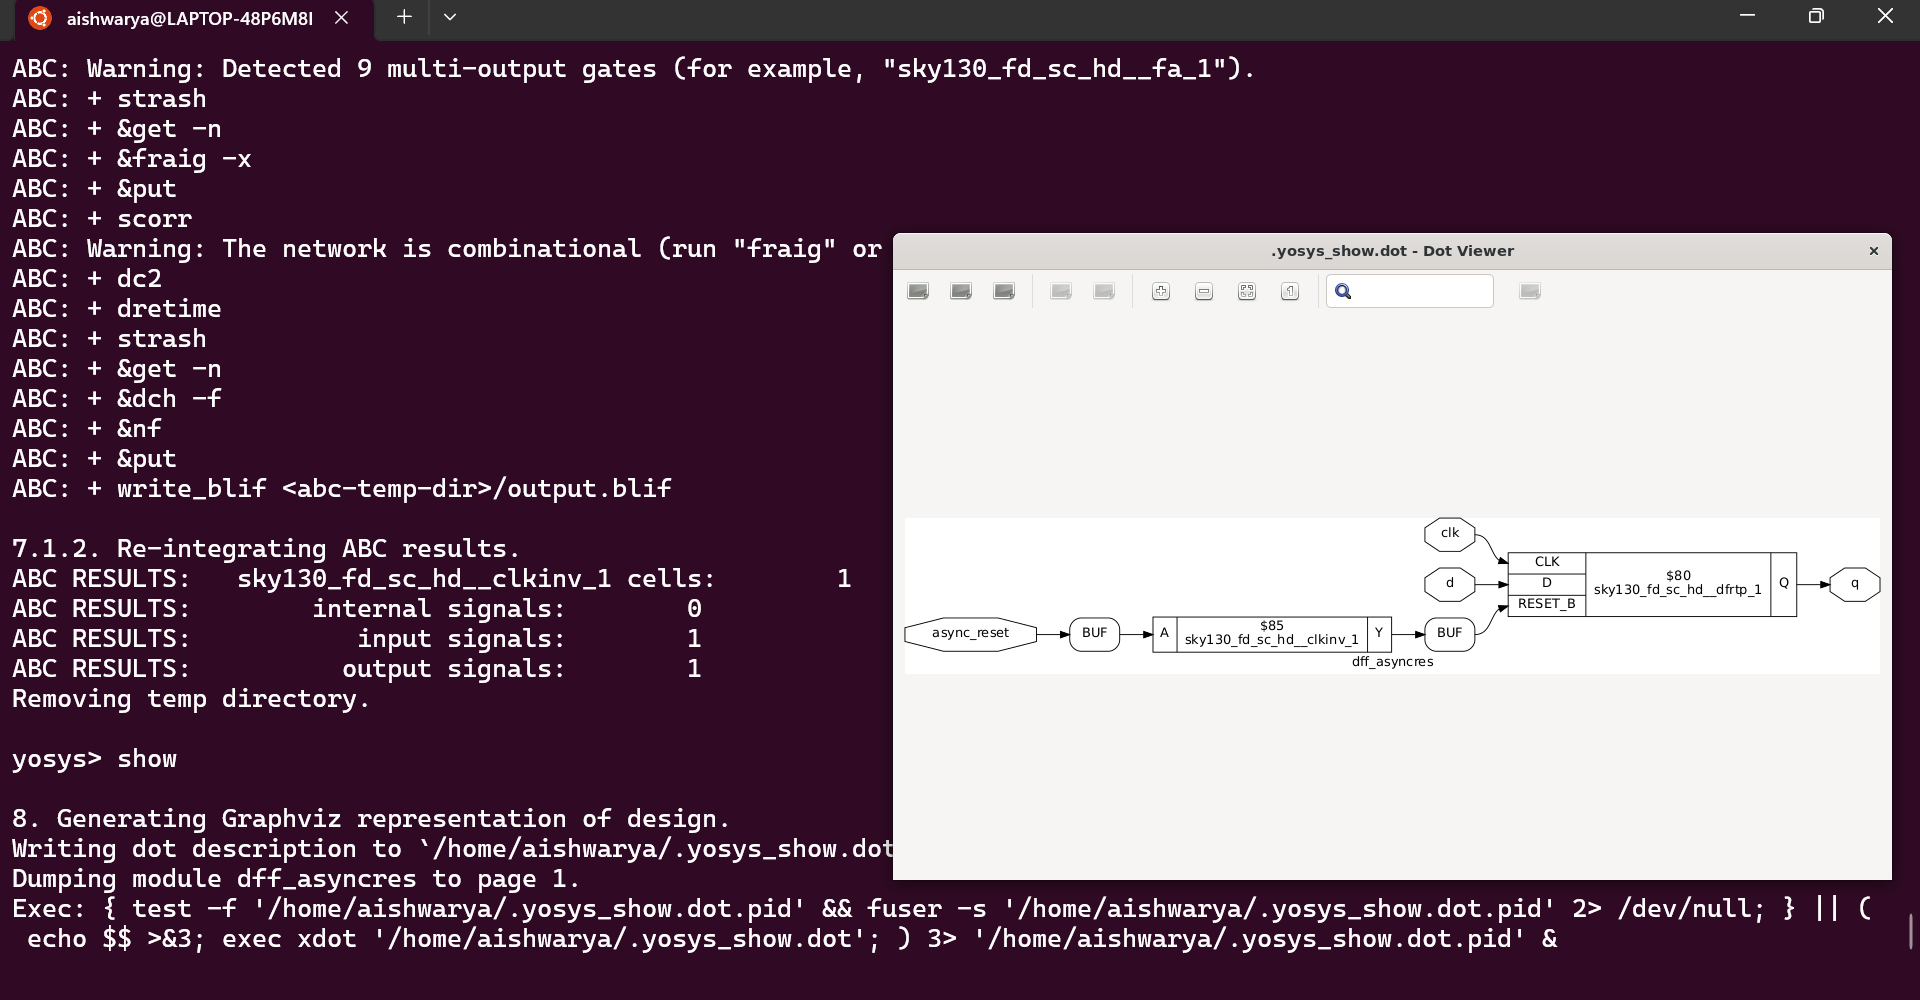 aishwarya@LAPTOP-48P6M8I
ABC: Warning: Detected 9 multi-output gates (for example, "sky130_fd_sc_hd__fa_1").
ABC: + strash
ABC: + &get -n
ABC: + &fraig -x
ABC: + &put
ABC: + scorr
ABC: Warning: The network is combinational (run "fraig" or
ABC: + dc2
ABC: + dretime
ABC: + strash
ABC: + &get -n
ABC: + &dch -f
ABC: + &nf
ABC: + &put
ABC: + write_blif <abc-temp-dir>/output.blif
7.1.2. Re-integrating ABC results.
ABC RESULTS:   sky130_fd_sc_hd__clkinv_1 cells:        1
ABC RESULTS:        internal signals:        0
ABC RESULTS:           input signals:        1
ABC RESULTS:          output signals:        1
Removing temp directory.
yosys> show
8. Generating Graphviz representation of design.
Writing dot description to `/home/aishwarya/.yosys_show.dot
Dumping module dff_asyncres to page 1.
Exec: { test -f '/home/aishwarya/.yosys_show.dot.pid' && fuser -s '/home/aishwarya/.yosys_show.dot.pid' 2> /dev/null; } || (
echo $$ >&3; exec xdot '/home/aishwarya/.yosys_show.dot'; ) 3> '/home/aishwarya/.yosys_show.dot.pid' &
.yosys_show.dot - Dot Viewer
clk
d
CLK
D
RESET_B
$80
sky130_fd_sc_hd__dfrtp_1
Q
q
async_reset
BUF
A
$85
sky130_fd_sc_hd__clkinv_1
Y
BUF
dff_asyncres